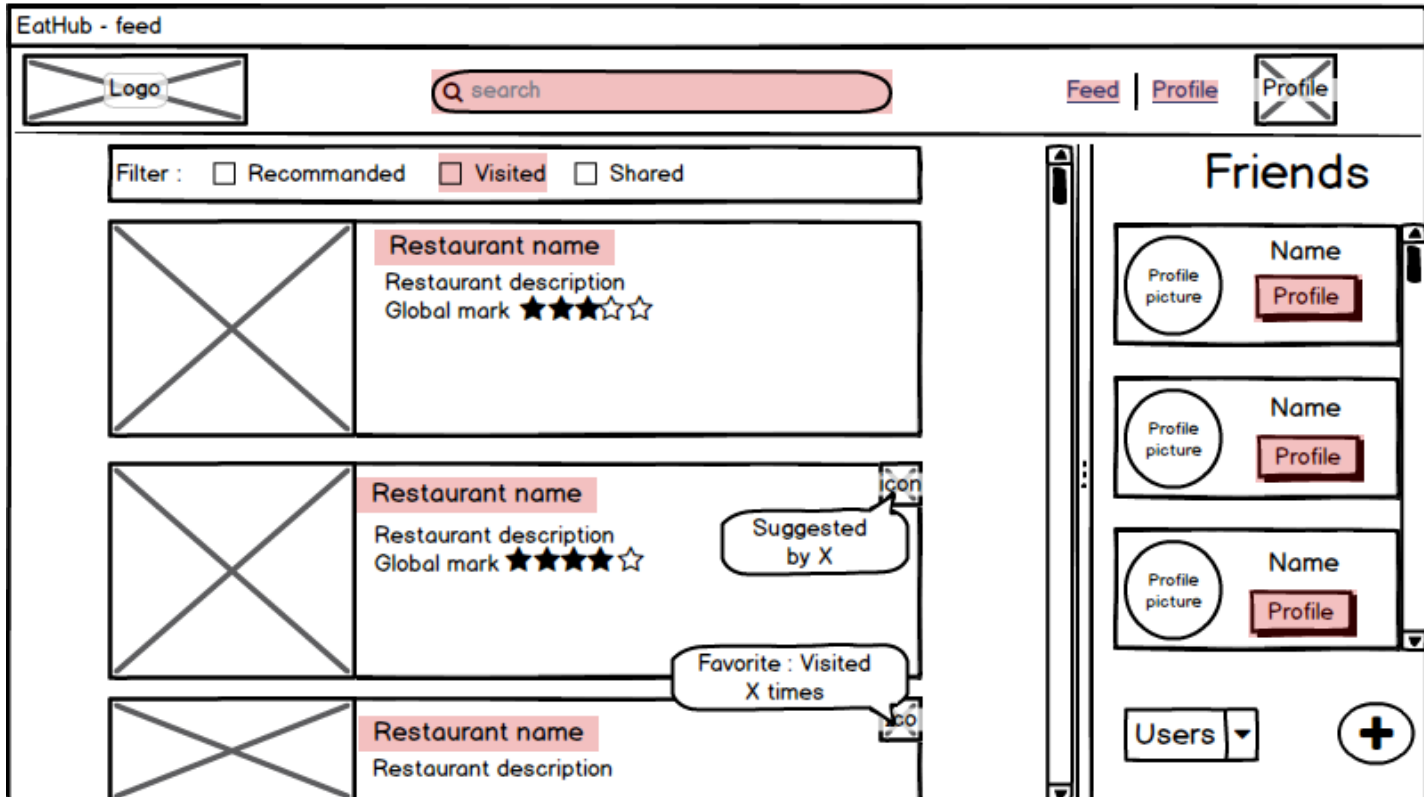 EatHub - feed
Logo
search
Feed
Profile
Profile
Filter :
Recommanded
Visited
Shared
Restaurant name
Restaurant description
Global mark
Restaurant name
Restaurant description
Global mark
icon
Suggested
by X
Favorite : Visited
X times
ico
Restaurant name
Restaurant description
Friends
Profile
picture
Name
Profile
Profile
picture
Name
Profile
Profile
picture
Name
Profile
Users